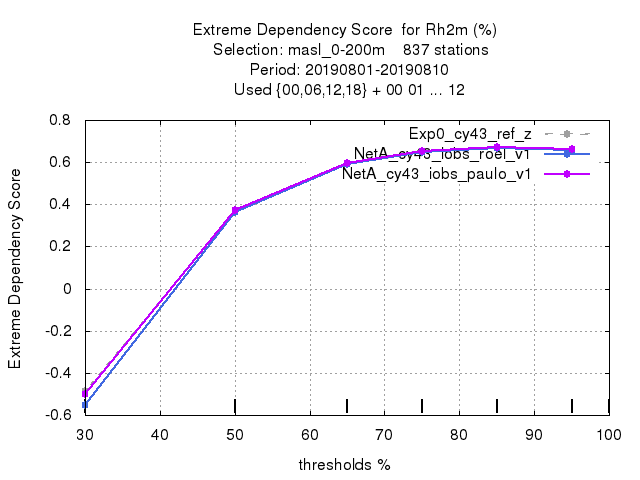 Extreme Dependency Score  for Rh2m (%)
Selection: masl_0-200m    837 stations
Period: 20190801-20190810
Used {00,06,12,18} + 00 01 ... 12
Exp0_cy43_ref_z
NetA_cy43_iobs_roel_v1
NetA_cy43_iobs_paulo_v1
Extreme Dependency Score
0.8
0.6
0.4
0.2
0
-0.2
-0.4
-0.6
30 40 50 60 70 80 90 100
thresholds %